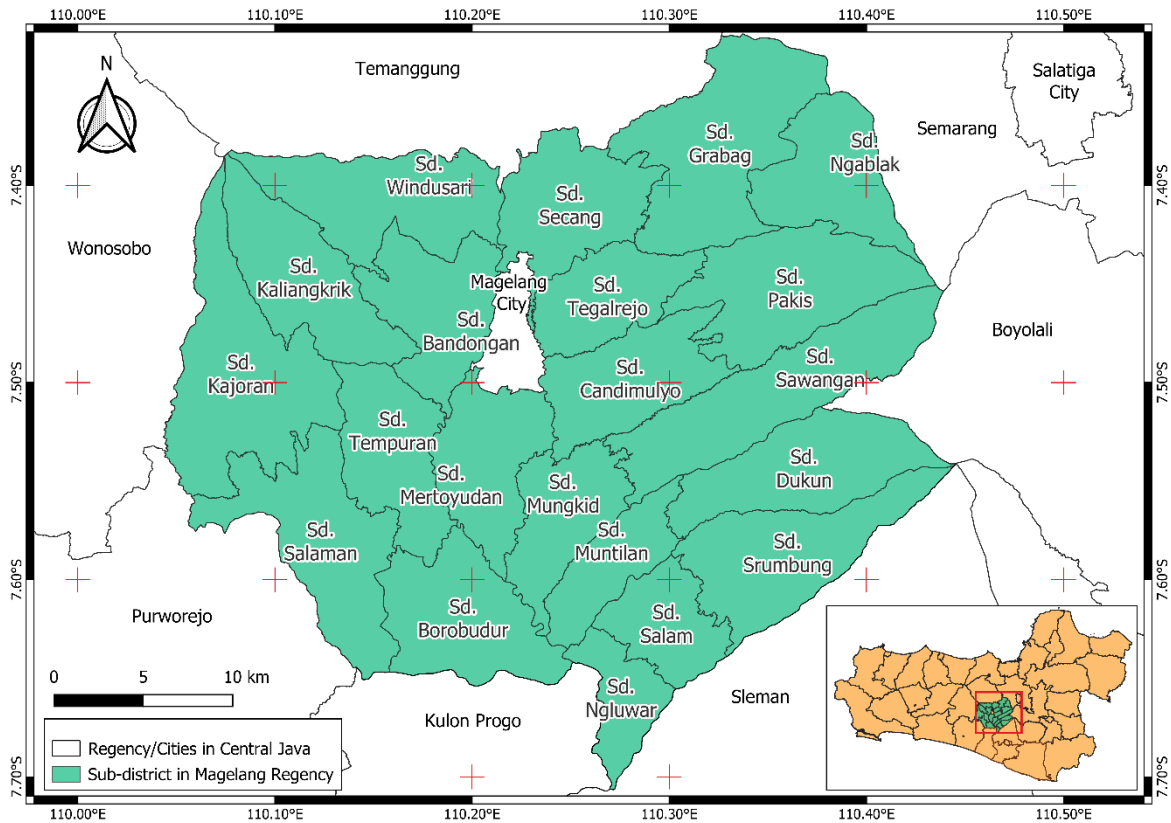 110.00°E 110.10°E 110.20°E 110.30°E 110.40°E 110.50°E
N
Temanggung
Salatiga
City
Semarang
Sd.
Grabag
Sd.
Ngablak
Sd.
Windusari
Sd.
Secang
7.40°S
7.40°S
Wonosobo
Sd.
Kaliangkrik
Magelang
City
Sd.
Tegalrejo
Sd.
Pakis
Boyolali
Sd.
Bandongan
Sd.
Kajoran
Sd.
Candimulyo
Sd.
Sawangan
7.50°S
7.50°S
Sd.
Tempuran
Sd.
Mertoyudan
Sd.
Mungkid
Sd.
Dukun
Sd.
Salaman
Sd.
Muntilan
Sd.
Srumbung
7.60°S
7.60°S
Purworejo
Sd.
Borobudur
Sd.
Salam
Sd.
Ngluwar
Sleman
Kulon Progo
0 5 10 km
Regency/Cities in Central Java
Sub-district in Magelang Regency
7.70°S
7.70°S
110.00°E 110.10°E 110.20°E 110.30°E 110.40°E 110.50°E